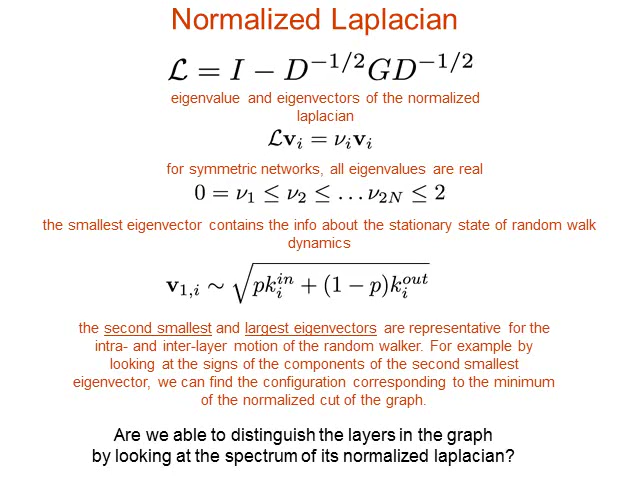 Normalized Laplacian
ℒ = I − D^{−1/2}GD^{−1/2}
eigenvalue and eigenvectors of the normalized
laplacian
ℒv_i = ν_i v_i
for symmetric networks, all eigenvalues are real
0 = ν_1 ≤ ν_2 ≤ … ν_{2N} ≤ 2
the smallest eigenvector contains the info about the stationary state of random walk
dynamics
v_{1,i} ∼ √(pk_i^{in} + (1 − p)k_i^{out})
the second smallest and largest eigenvectors are representative for the
intra- and inter-layer motion of the random walker. For example by
looking at the signs of the components of the second smallest
eigenvector, we can find the configuration corresponding to the minimum
of the normalized cut of the graph.
Are we able to distinguish the layers in the graph
by looking at the spectrum of its normalized laplacian?